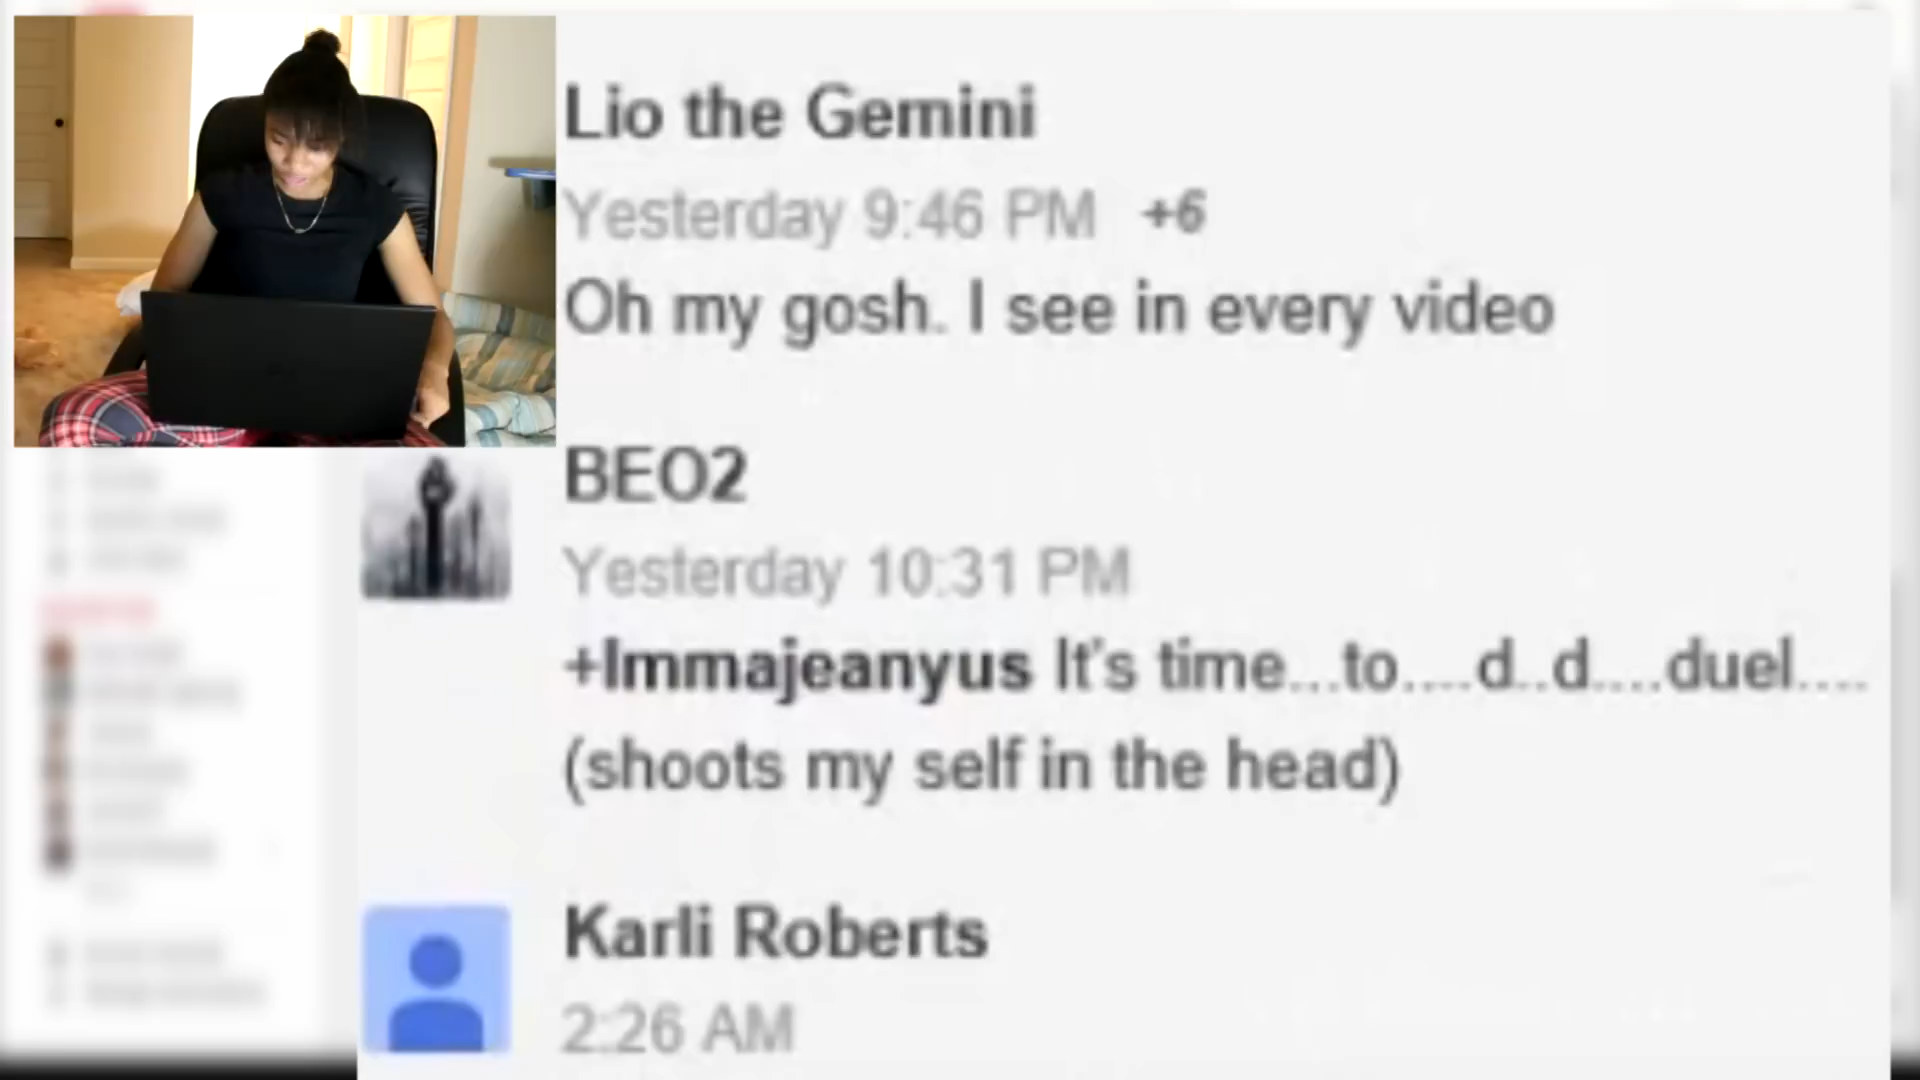 Lio the Gemini
Yesterday 9:46 PM +6
Oh my gosh. I see in every video
BEO2
Yesterday 10:31 PM
+Immajeanyus It's time...to.....d..d....duel....
(shoots my self in the head)
Karli Roberts
2:26 AM